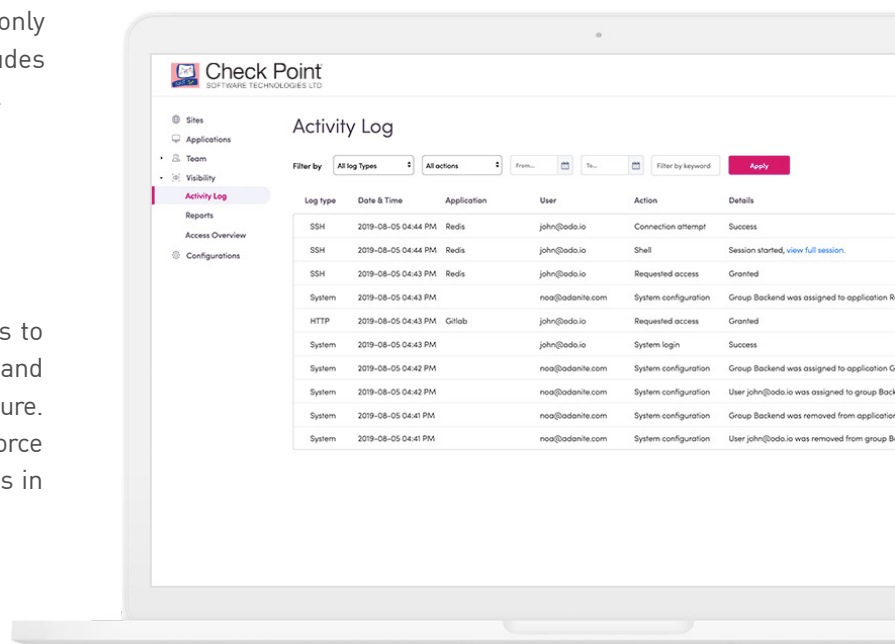 only
udes
Check Point
SOFTWARE TECHNOLOGIES LTD
Sites
Applications
Team
Visibility
Activity Log
Reports
Access Overview
Configurations
Activity Log
Filter by All log Types All actions From... To... Filter by keyword Apply
Log type Date & Time Application User Action Details
SSH 2019-08-05 04:44 PM Redis john@odo.io Connection attempt Success
SSH 2019-08-05 04:44 PM Redis john@odo.io Shell Session started, view full session.
SSH 2019-08-05 04:43 PM Redis john@odo.io Requested access Granted
System 2019-08-05 04:43 PM noa@adanite.com System configuration Group Backend was assigned to application R
HTTP 2019-08-05 04:43 PM Gitlab john@odo.io Requested access Granted
System 2019-08-05 04:43 PM john@odo.io System login Success
System 2019-08-05 04:42 PM noa@adanite.com System configuration Group Backend was assigned to application G
System 2019-08-05 04:42 PM noa@adanite.com System configuration User john@odo.io was assigned to group Back
System 2019-08-05 04:41 PM noa@adanite.com System configuration Group Backend was removed from application
System 2019-08-05 04:41 PM noa@adanite.com System configuration User john@odo.io was removed from group B
s to
and
ure.
orce
s in